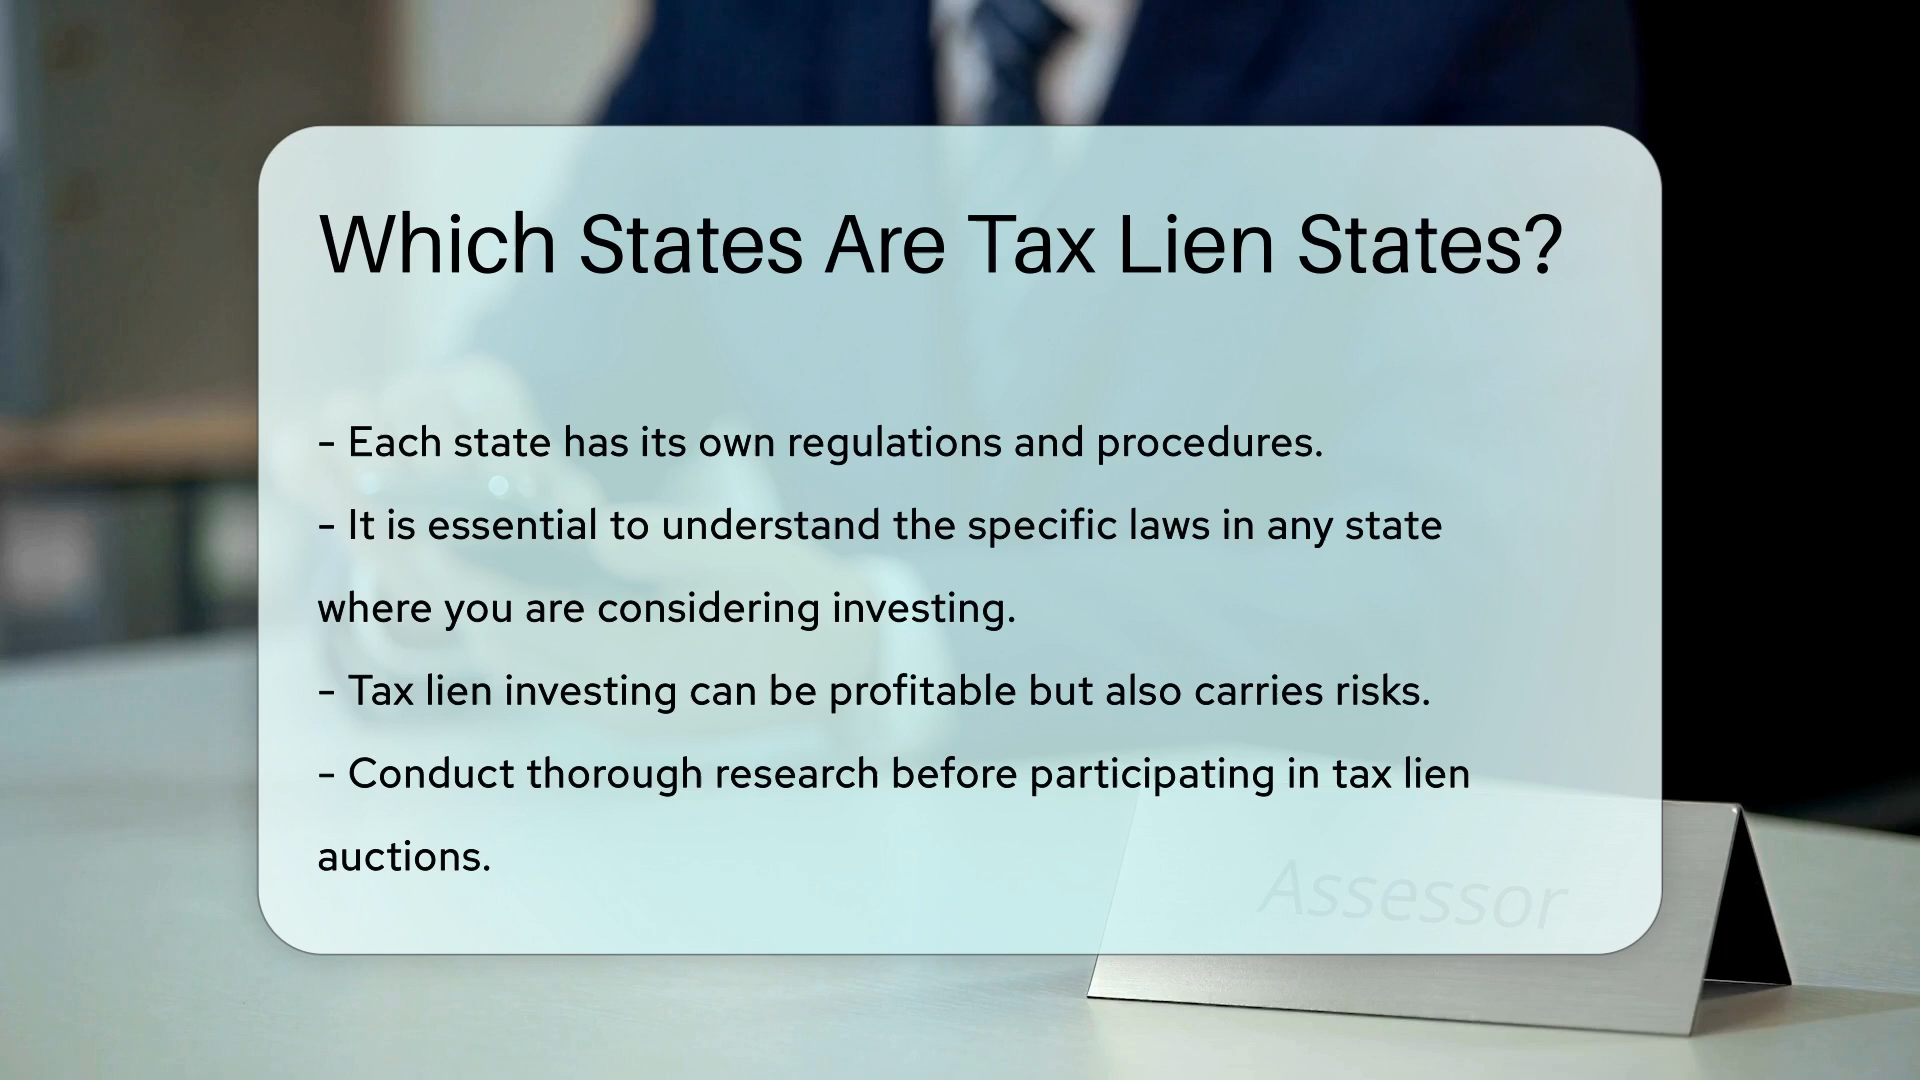 Which States Are Tax Lien States?
- Each state has its own regulations and procedures.
- It is essential to understand the specific laws in any state
where you are considering investing.
- Tax lien investing can be profitable but also carries risks.
- Conduct thorough research before participating in tax lien
auctions.
Assessor